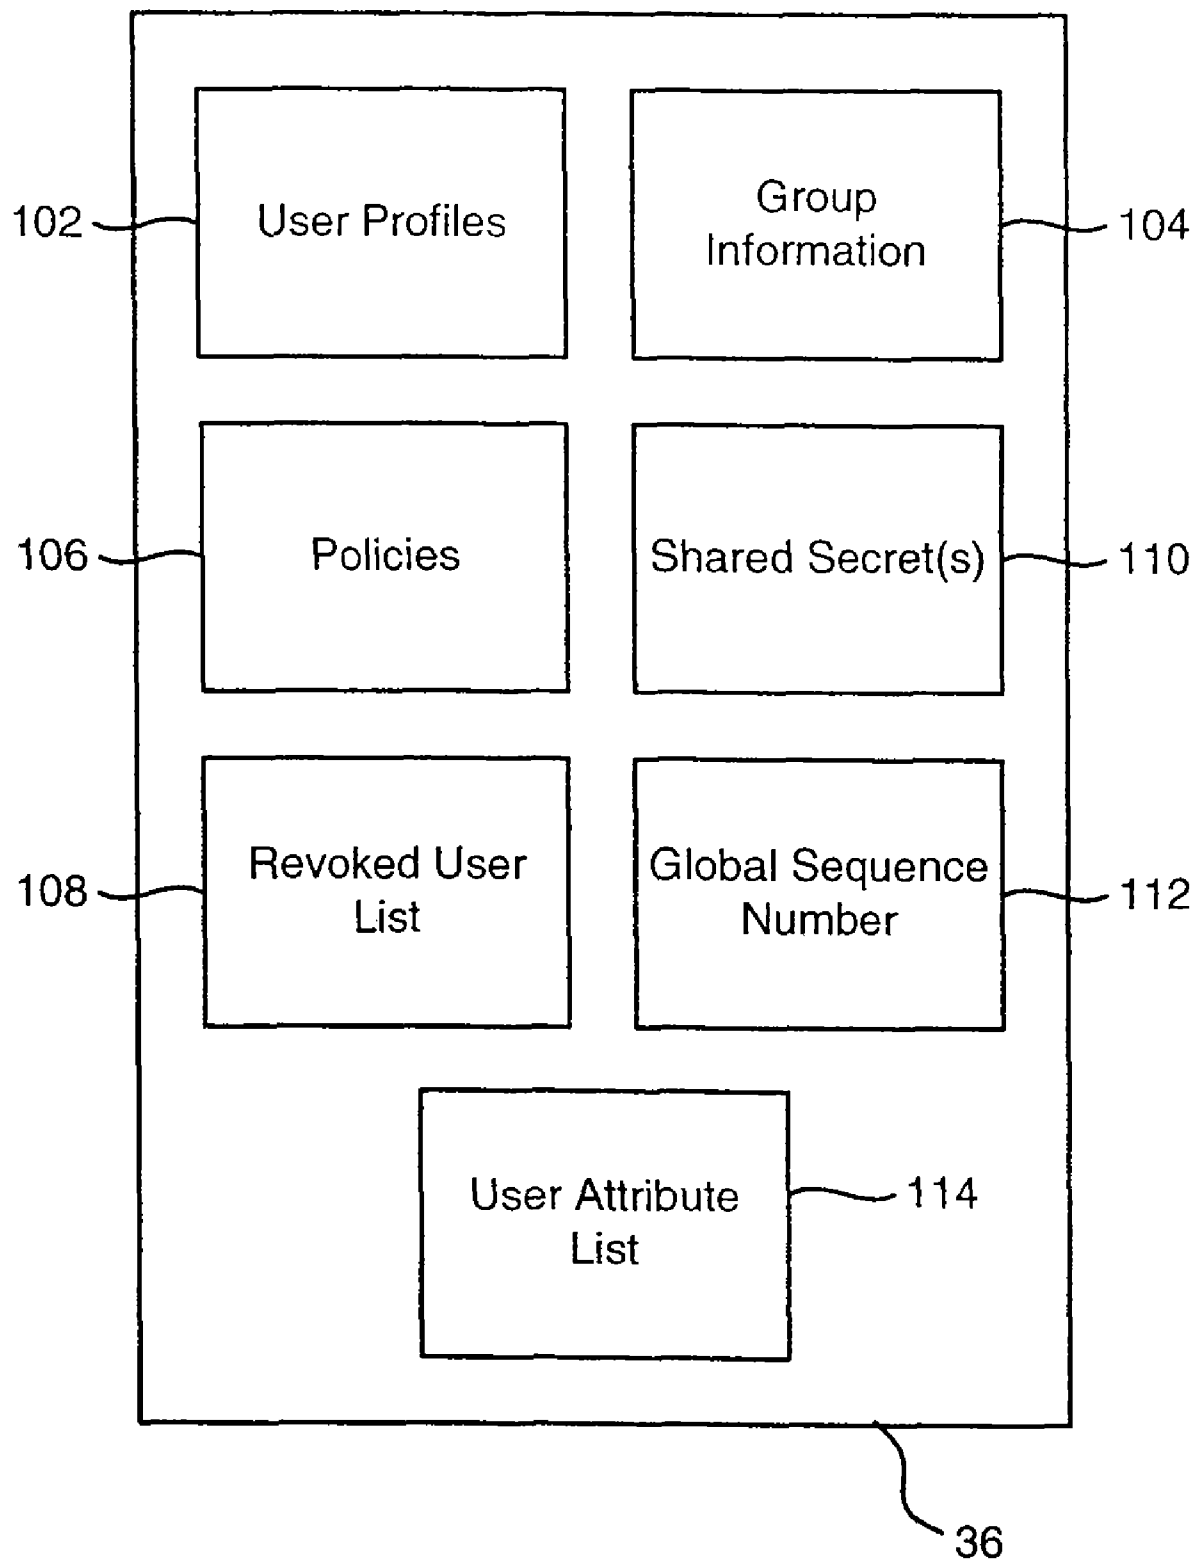 102
User Profiles
Group
Information
104
106
Policies
Shared Secret(s)
110
108
Revoked User
List
Global Sequence
Number
112
User Attribute
List
114
36